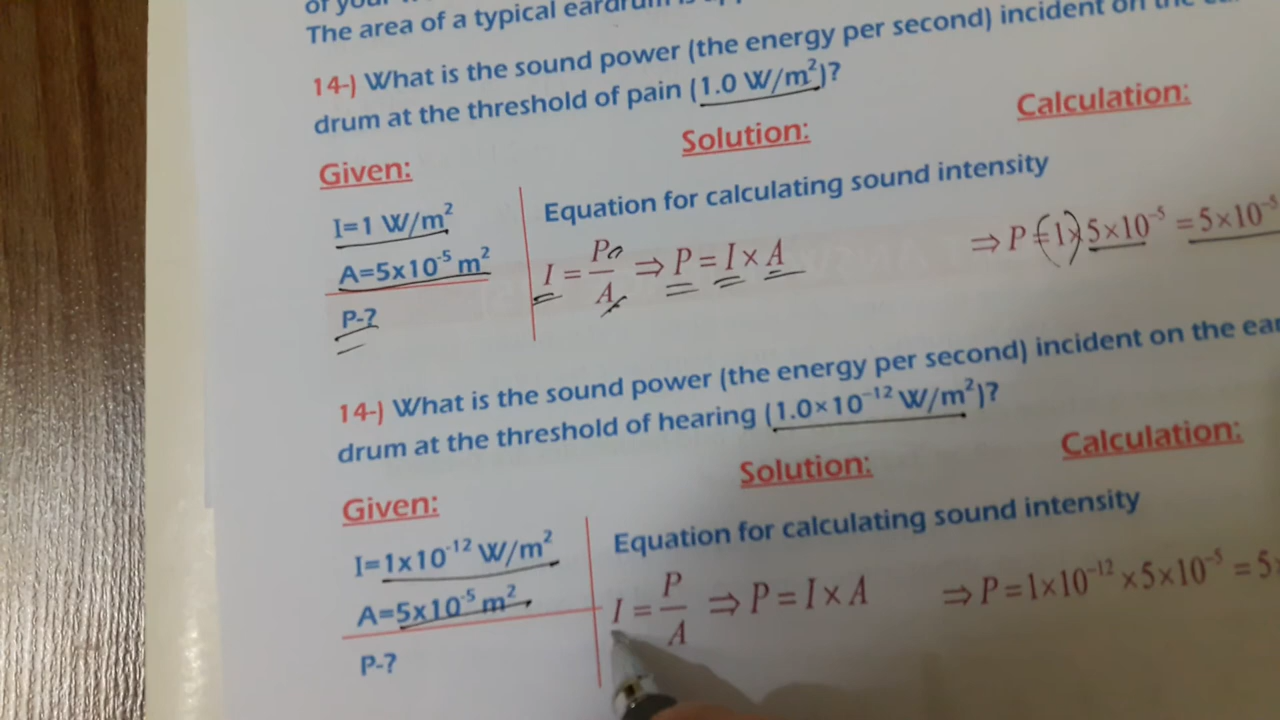 The area of a typical eardrum
14-) What is the sound power (the energy per second) incident on the
drum at the threshold of pain (1.0 W/m²)?
Given:
Solution:
Calculation:
I=1 W/m²
A=5x10⁻⁵ m²
P-?
Equation for calculating sound intensity
I = P/A ⇒ P = I × A
⇒ P = 1× 5×10⁻⁵ = 5×10⁻⁵
14-) What is the sound power (the energy per second) incident on the ear
drum at the threshold of hearing (1.0×10⁻¹² W/m²)?
Given:
Solution:
Calculation:
I=1x10⁻¹² W/m²
A=5x10⁻⁵ m²
P-?
Equation for calculating sound intensity
I = P/A ⇒ P = I × A
⇒ P = 1×10⁻¹² ×5×10⁻⁵ = 5